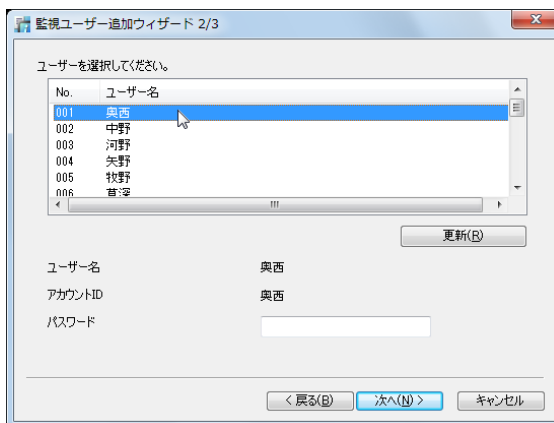 監視ユーザー追加ウィザード 2/3
ユーザーを選択してください。
No. ユーザー名
001 奥西
002 中野
003 河野
004 矢野
005 牧野
006 草深
更新(R)
ユーザー名 奥西
アカウントID 奥西
パスワード
< 戻る(B) 次へ(N) > キャンセル